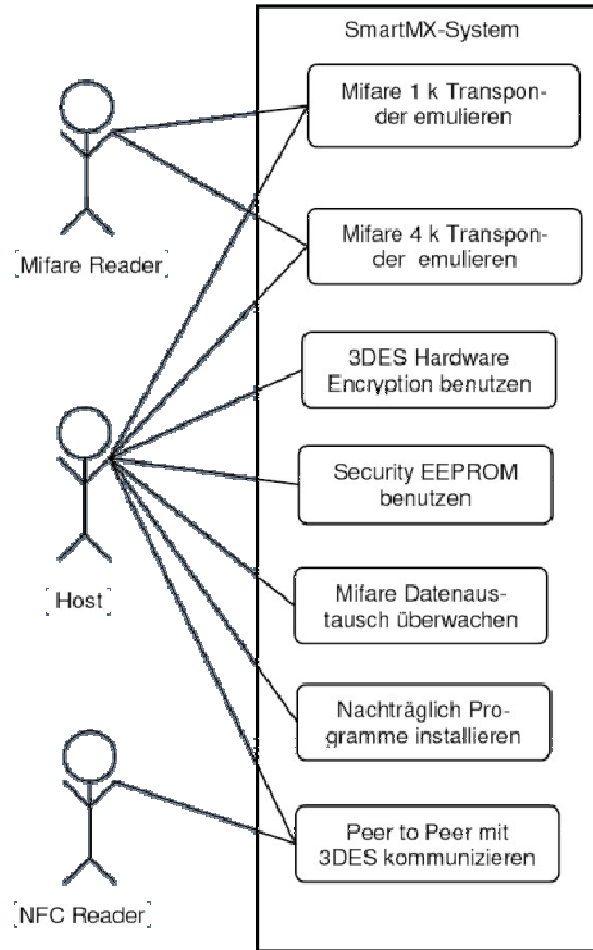 SmartMX-System
Mifare 1 k Transpon-
der emulieren
Mifare Reader
Mifare 4 k Transpon-
der emulieren
3DES Hardware
Encryption benutzen
Host
Security EEPROM
benutzen
Mifare Datenaus-
tausch überwachen
Nachträglich Pro-
gramme installieren
NFC Reader
Peer to Peer mit
3DES kommunizieren